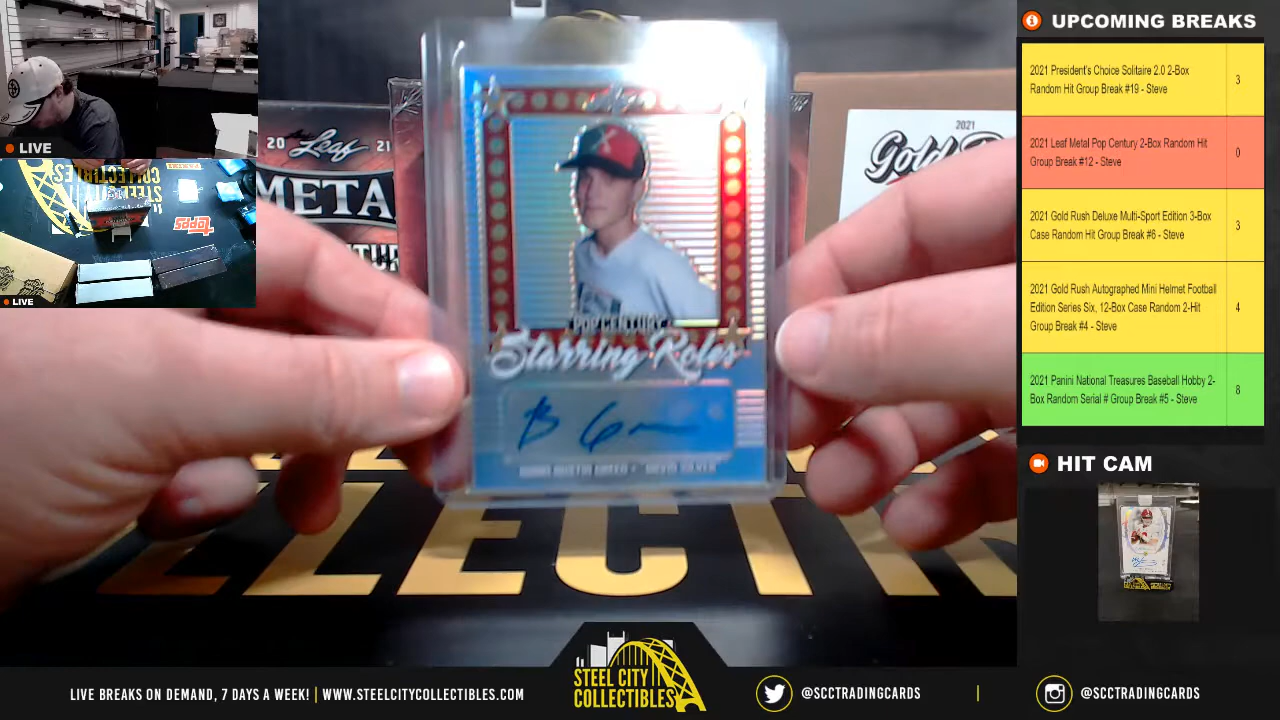 LIVE
LIVE
20 Leaf 21
META
2021
Gold
POP CENTURY
Starring Roles
LLECTR
UPCOMING BREAKS
2021 President's Choice Solitaire 2.0 2-Box
Random Hit Group Break #19 - Steve
3
2021 Leaf Metal Pop Century 2-Box Random Hit
Group Break #12 - Steve
0
2021 Gold Rush Deluxe Multi-Sport Edition 3-Box
Case Random Hit Group Break #6 - Steve
3
2021 Gold Rush Autographed Mini Helmet Football
Edition Series Six, 12-Box Case Random 2-Hit
Group Break #4 - Steve
4
2021 Panini National Treasures Baseball Hobby 2-
Box Random Serial # Group Break #5 - Steve
8
HIT CAM
LIVE BREAKS ON DEMAND, 7 DAYS A WEEK! | WWW.STEELCITYCOLLECTIBLES.COM
STEEL CITY
COLLECTIBLES
@SCCTRADINGCARDS
@SCCTRADINGCARDS